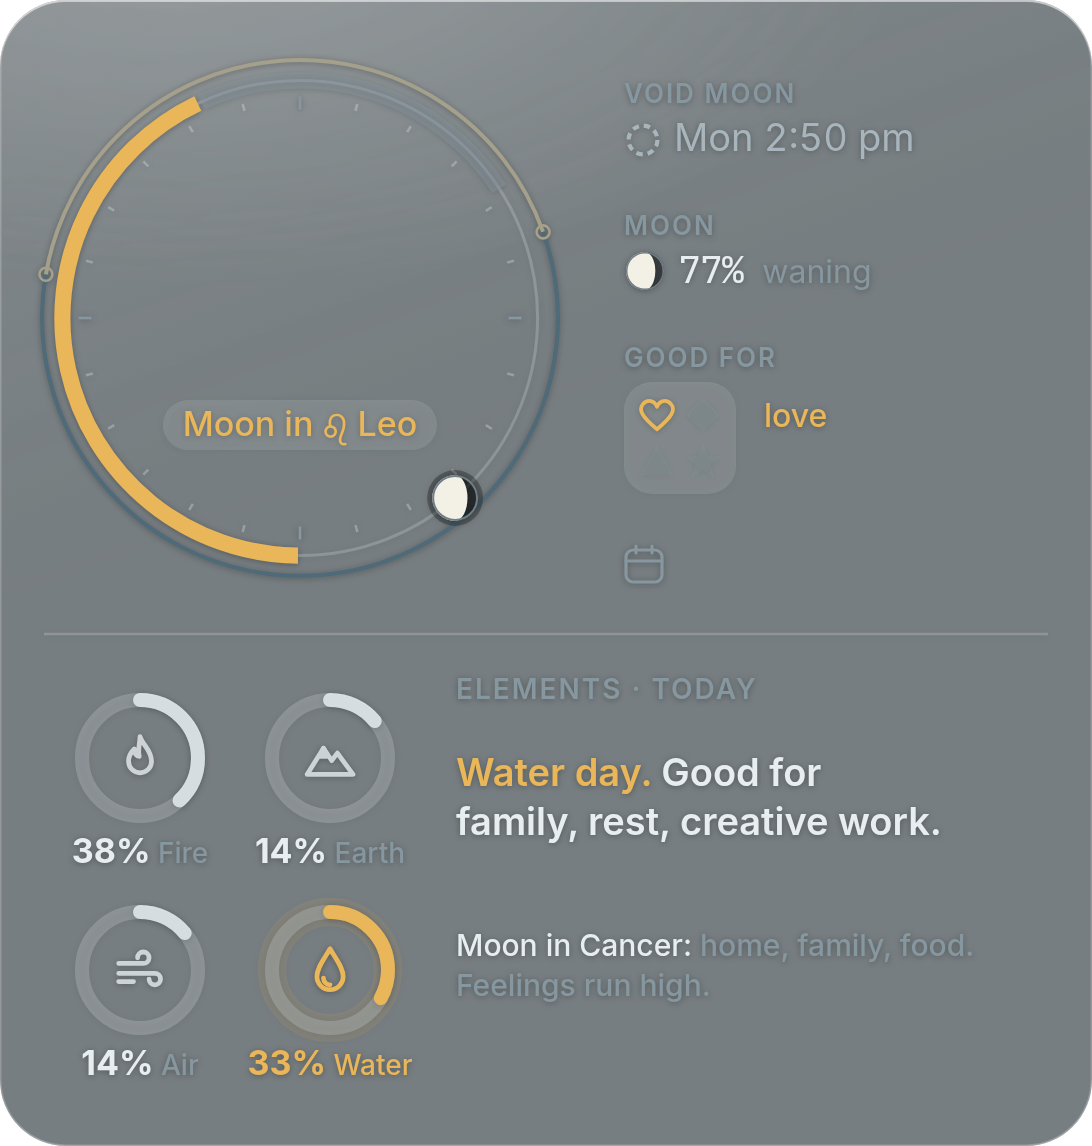 VOID MOON
Mon 2:50 pm
MOON
77% waning
GOOD FOR
love
Moon in ♌ Leo
ELEMENTS · TODAY
Water day. Good for
family, rest, creative work.
Moon in Cancer: home, family, food.
Feelings run high.
38% Fire
14% Earth
14% Air
33% Water